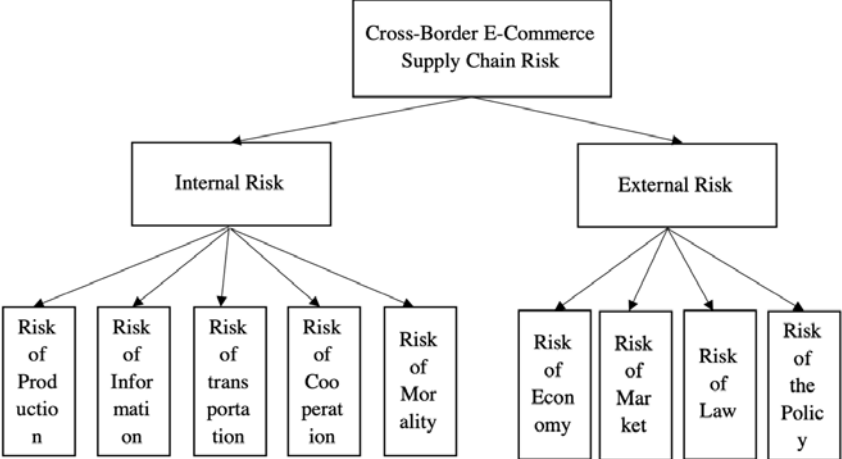 Cross-Border E-Commerce
Supply Chain Risk
Internal Risk
External Risk
Risk
of
Prod
uctio
n
Risk
of
Infor
mati
on
Risk
of
trans
porta
tion
Risk
of
Coo
perat
ion
Risk
of
Mor
ality
Risk
of
Econ
omy
Risk
of
Mar
ket
Risk
of
Law
Risk
of
the
Polic
y